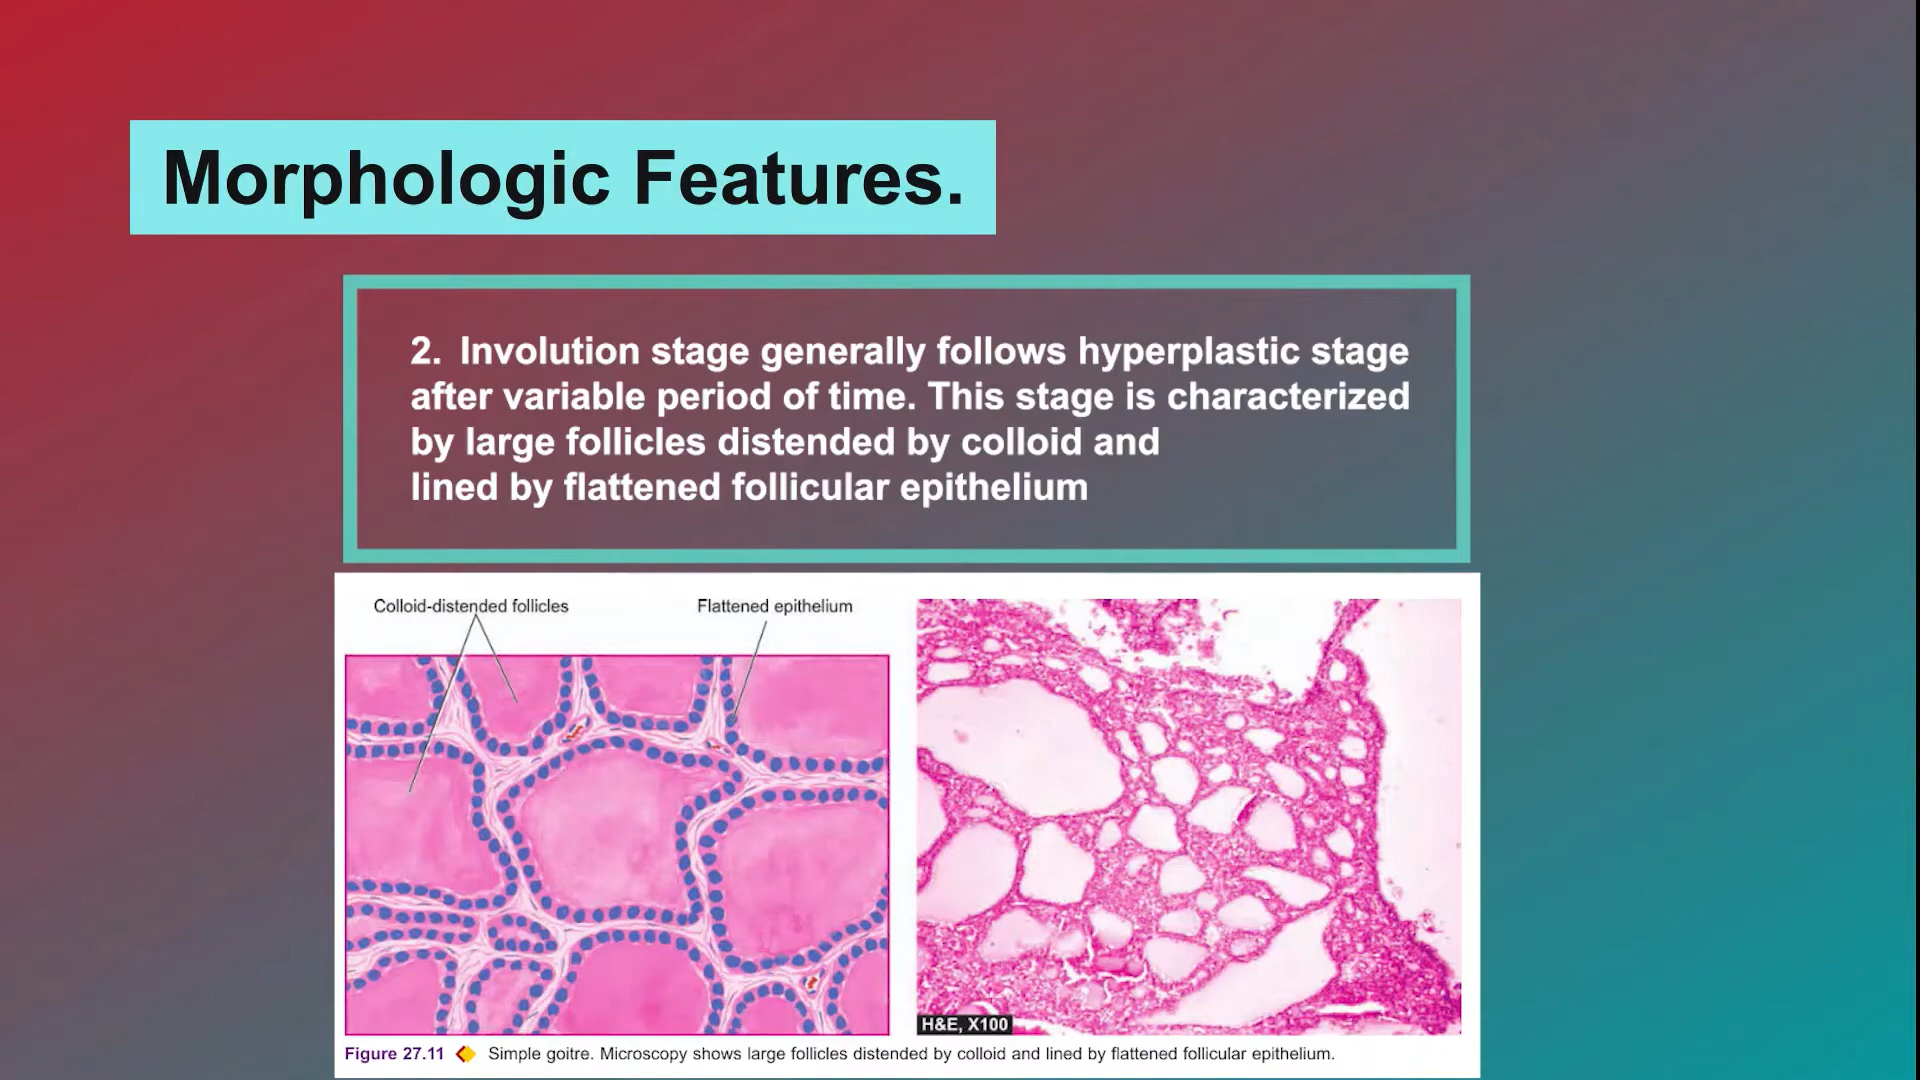 Morphologic Features.
2. Involution stage generally follows hyperplastic stage
after variable period of time. This stage is characterized
by large follicles distended by colloid and
lined by flattened follicular epithelium
Colloid-distended follicles
Flattened epithelium
H&E, X100
Figure 27.11 Simple goitre. Microscopy shows large follicles distended by colloid and lined by flattened follicular epithelium.